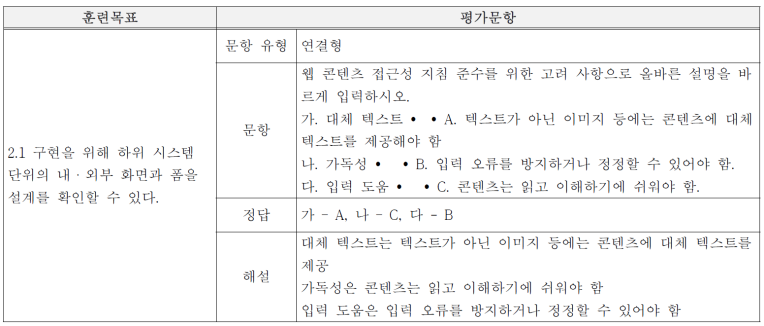 훈련목표 평가문항
문항 유형 연결형
2.1 구현을 위해 하위 시스템
단위의 내 · 외부 화면과 폼을
설계를 확인할 수 있다.
문항
웹 콘텐츠 접근성 지침 준수를 위한 고려 사항으로 올바른 설명을 바
르게 입력하시오.
가. 대체 텍스트 • • A. 텍스트가 아닌 이미지 등에는 콘텐츠에 대체
텍스트를 제공해야 함
나. 가독성 • • B. 입력 오류를 방지하거나 정정할 수 있어야 함.
다. 입력 도움 • • C. 콘텐츠는 읽고 이해하기에 쉬워야 함.
정답 가 - A, 나 - C, 다 - B
해설
대체 텍스트는 텍스트가 아닌 이미지 등에는 콘텐츠에 대체 텍스트를
제공
가독성은 콘텐츠는 읽고 이해하기에 쉬워야 함
입력 도움은 입력 오류를 방지하거나 정정할 수 있어야 함